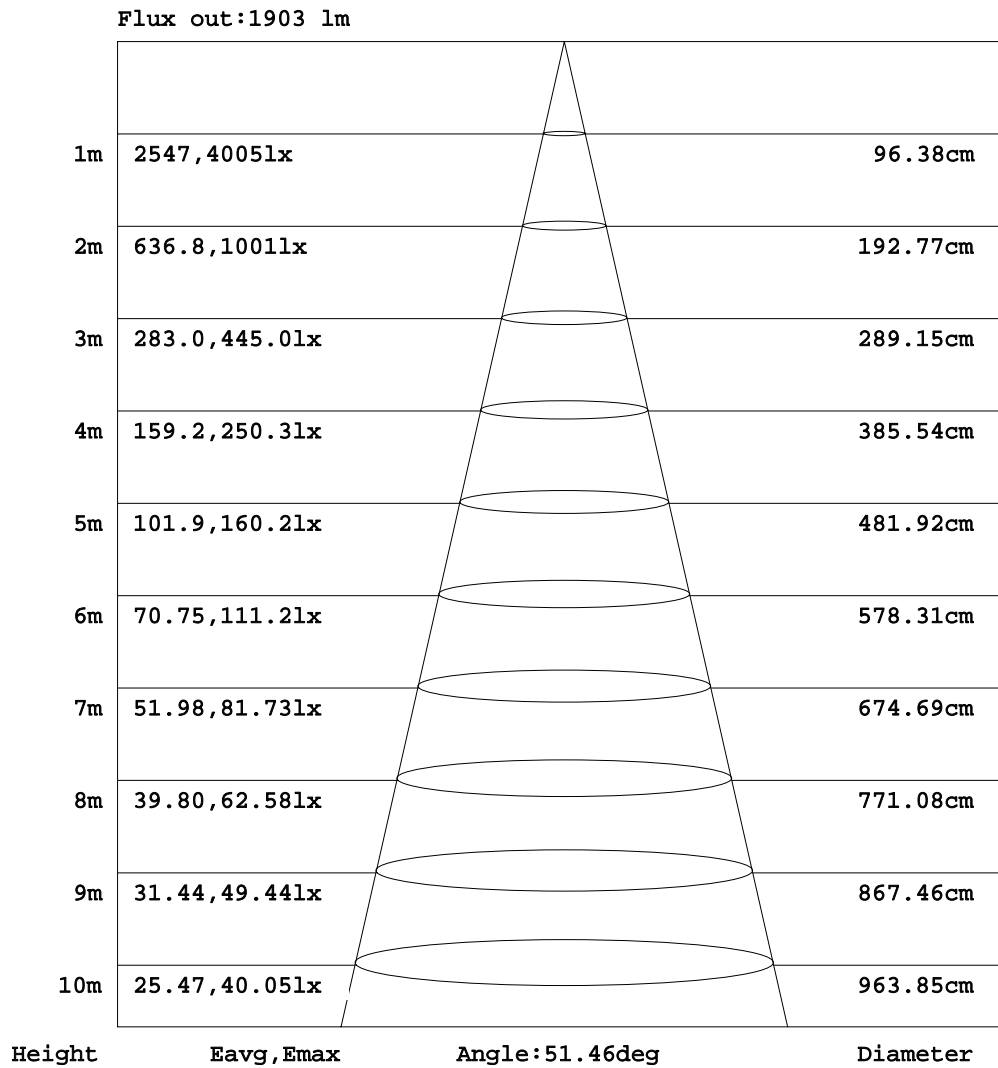 Flux out:1903 lm
1m 2547,4005lx 96.38cm
2m 636.8,1001lx 192.77cm
3m 283.0,445.0lx 289.15cm
4m 159.2,250.3lx 385.54cm
5m 101.9,160.2lx 481.92cm
6m 70.75,111.2lx 578.31cm
7m 51.98,81.73lx 674.69cm
8m 39.80,62.58lx 771.08cm
9m 31.44,49.44lx 867.46cm
10m 25.47,40.05lx 963.85cm
Height Eavg,Emax Angle:51.46deg Diameter